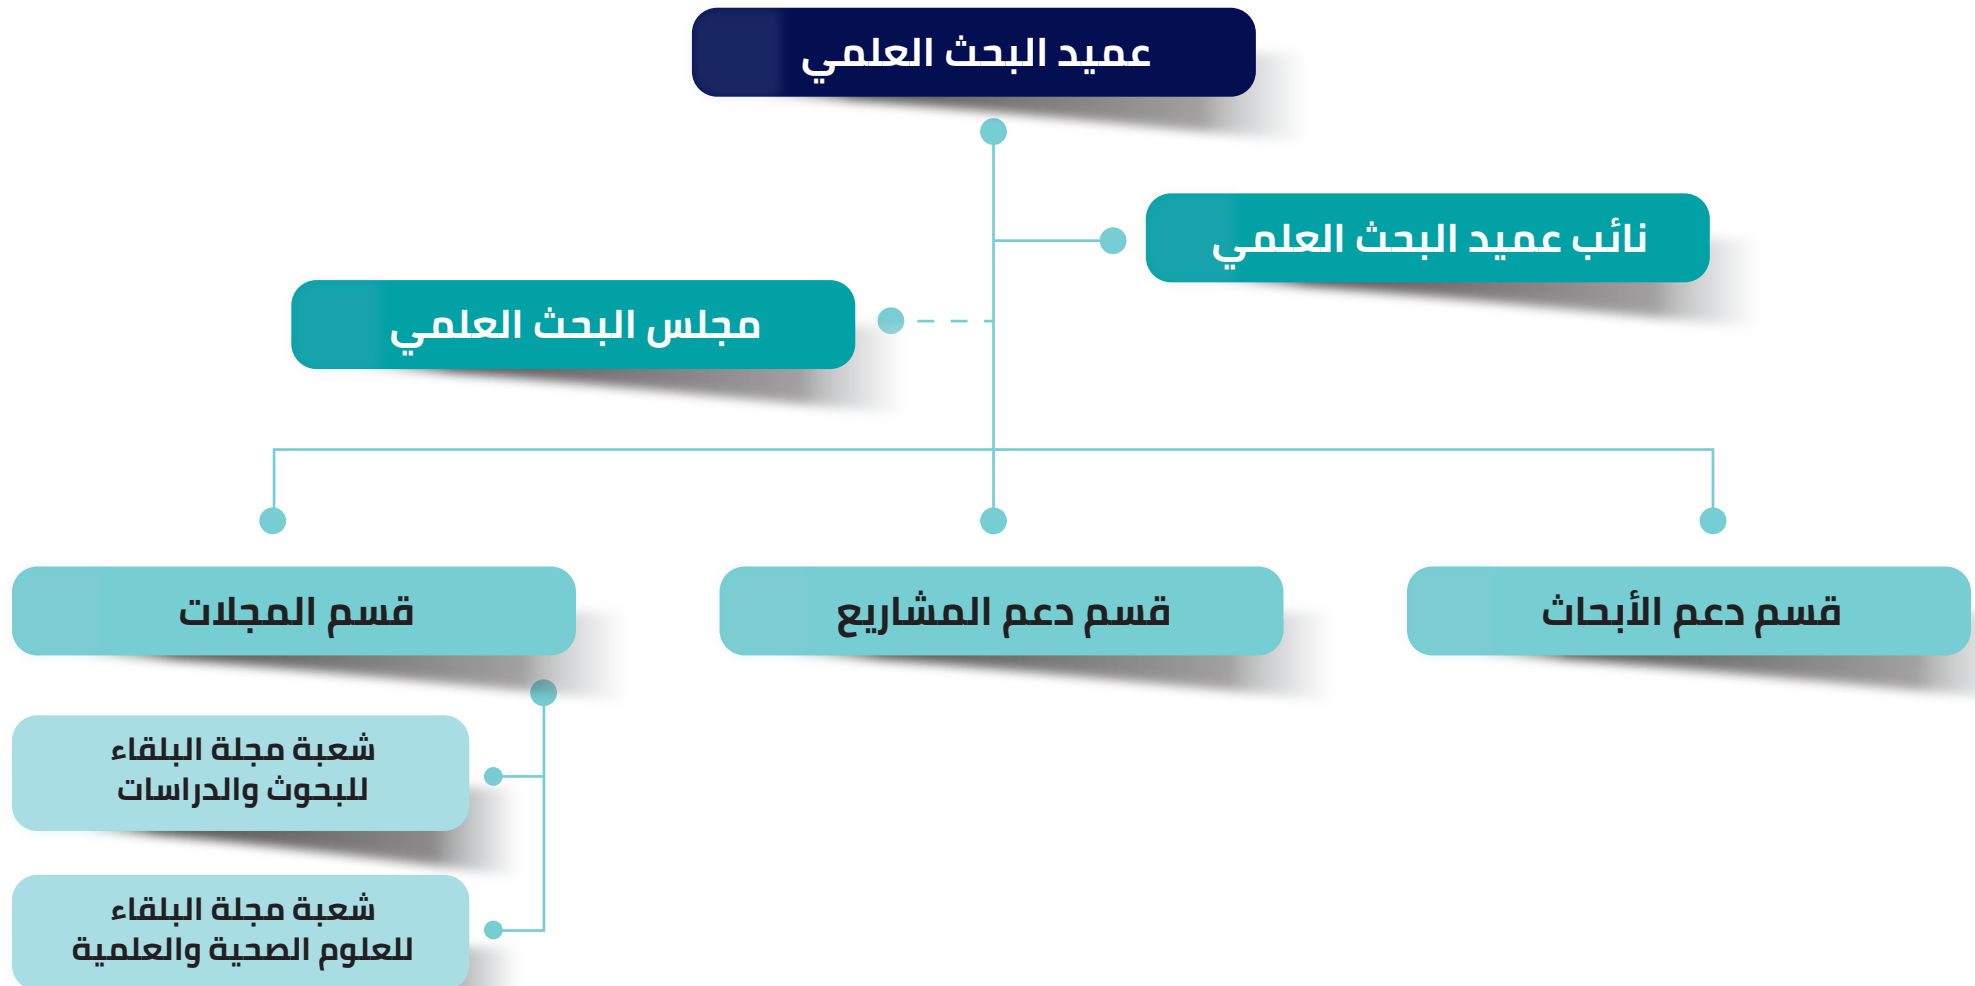 عميد البحث العلمي
نائب عميد البحث العلمي
مجلس البحث العلمي
قسم دعم الأبحاث
قسم دعم المشاريع
قسم المجلات
شعبة مجلة البلقاء
للبحوث والدراسات
شعبة مجلة البلقاء
للعلوم الصحية والعلمية